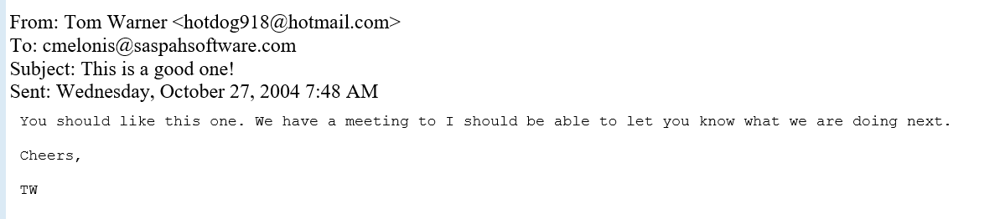 From: Tom Warner <hotdog918@hotmail.com>
To: cmelonis@saspahsoftware.com
Subject: This is a good one!
Sent: Wednesday, October 27, 2004 7:48 AM
You should like this one. We have a meeting to I should be able to let you know what we are doing next.
Cheers,
TW